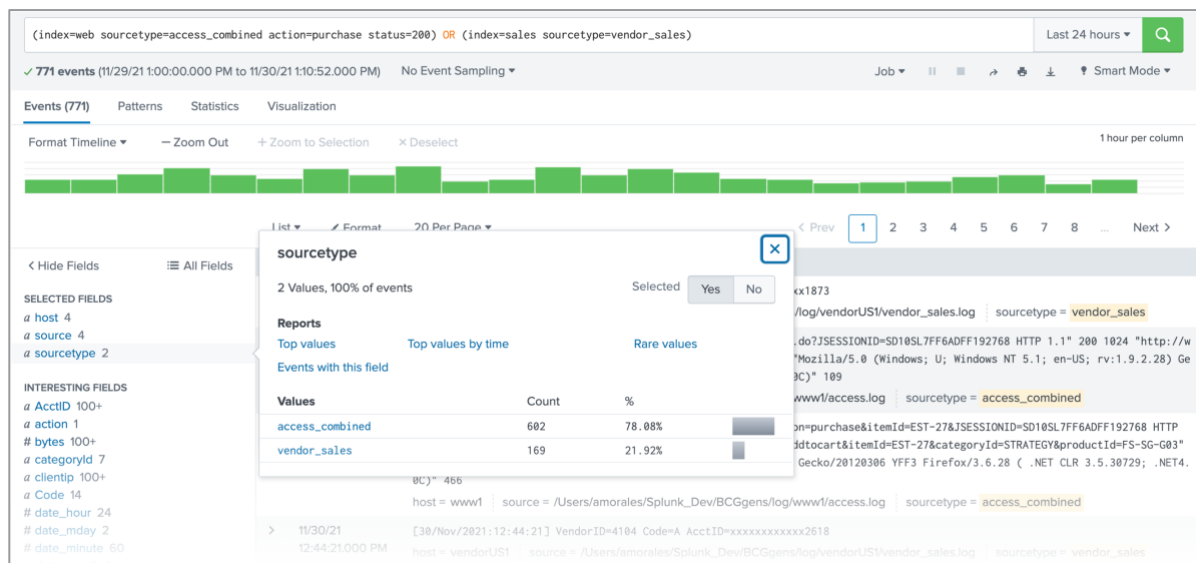 (index=web sourcetype=access_combined action=purchase status=200) OR (index=sales sourcetype=vendor_sales)
Last 24 hours
771 events (11/29/21 1:00:00.000 PM to 11/30/21 1:10:52.000 PM)
No Event Sampling
Job
Smart Mode
Events (771)
Patterns
Statistics
Visualization
Format Timeline
— Zoom Out
+ Zoom to Selection
× Deselect
1 hour per column
List
Format
20 Per Page
< Prev
1 2 3 4 5 6 7 8 ... Next >
< Hide Fields
All Fields
SELECTED FIELDS
a host 4
a source 4
a sourcetype 2
INTERESTING FIELDS
a AcctID 100+
a action 1
# bytes 100+
a categoryId 7
a clientip 100+
a Code 14
# date_hour 24
# date_mday 2
# date_minute 60
sourcetype
2 Values, 100% of events
Selected
Yes
No
Reports
Top values
Top values by time
Rare values
Events with this field
Values Count %
access_combined 602 78.08%
vendor_sales 169 21.92%
xx1873
/log/vendorUS1/vendor_sales.log sourcetype = vendor_sales
.do?JSESSIONID=SD10SL7FF6ADFF192768 HTTP 1.1" 200 1024 "http://w
"Mozilla/5.0 (Windows; U; Windows NT 5.1; en-US; rv:1.9.2.28) Ge
0C)" 109
www1/access.log sourcetype = access_combined
on=purchase&itemId=EST-27&JSESSIONID=SD10SL7FF6ADFF192768 HTTP
ddtocart&itemId=EST-27&categoryId=STRATEGY&productId=FS-SG-G03"
Gecko/20120306 YFF3 Firefox/3.6.28 ( .NET CLR 3.5.30729; .NET4.
0C)" 466
host = www1 source = /Users/amorales/Splunk_Dev/BCGgens/log/www1/access.log sourcetype = access_combined
> 11/30/21 [30/Nov/2021:12:44:21] VendorID=4104 Code=A AcctID=xxxxxxxxxxxx2618
12:44:21.000 PM
host = vendorUS1 source = /Users/amorales/Splunk_Dev/BCGgens/log/vendorUS1/vendor_sales.log sourcetype = vendor_sales